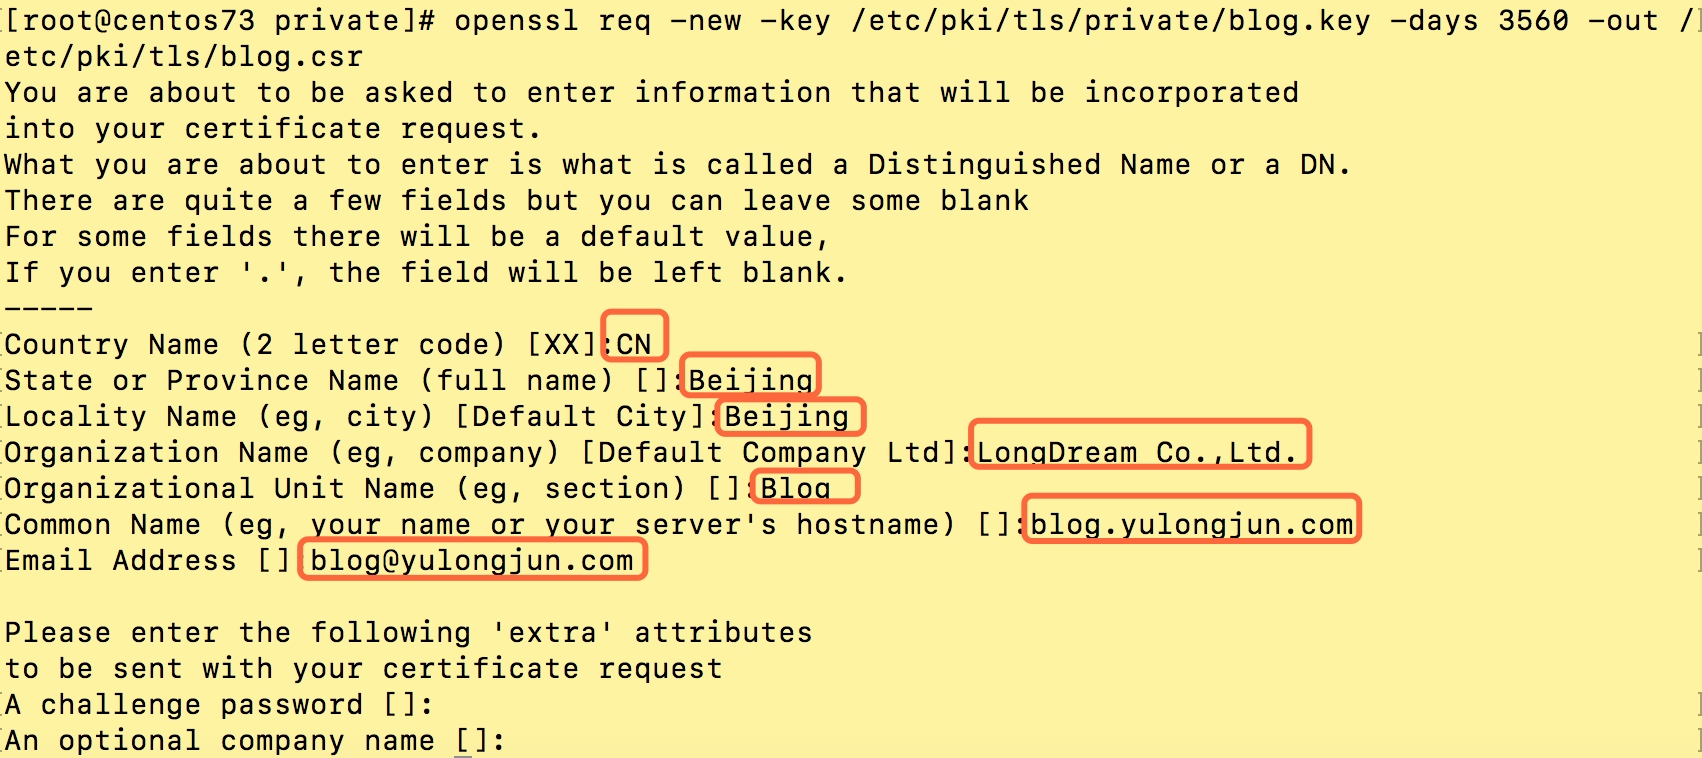 [root@centos73 private]# openssl req -new -key /etc/pki/tls/private/blog.key -days 3560 -out /
etc/pki/tls/blog.csr
You are about to be asked to enter information that will be incorporated
into your certificate request.
What you are about to enter is what is called a Distinguished Name or a DN.
There are quite a few fields but you can leave some blank
For some fields there will be a default value,
If you enter '.', the field will be left blank.
-----
Country Name (2 letter code) [XX]:CN
State or Province Name (full name) []:Beijing
Locality Name (eg, city) [Default City]:Beijing
Organization Name (eg, company) [Default Company Ltd]:LongDream Co.,Ltd.
Organizational Unit Name (eg, section) []:Blog
Common Name (eg, your name or your server's hostname) []:blog.yulongjun.com
Email Address []:blog@yulongjun.com

Please enter the following 'extra' attributes
to be sent with your certificate request
A challenge password []:
An optional company name []: